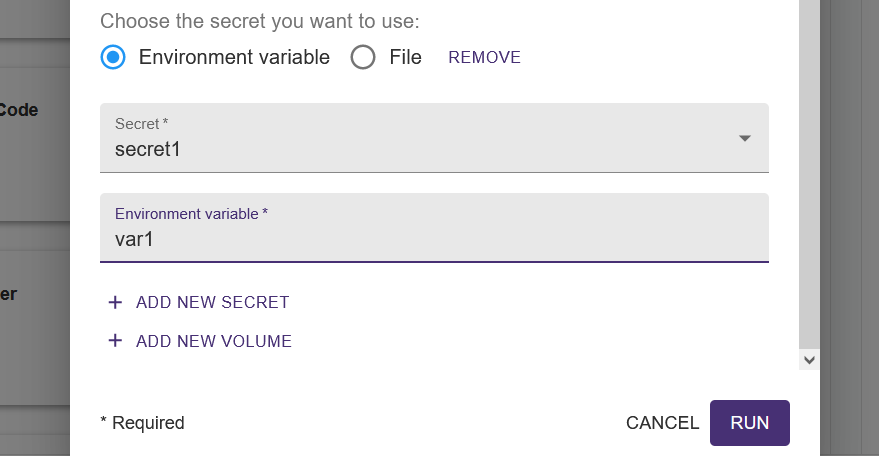 Choose the secret you want to use:
Environment variable File REMOVE
Code
Secret *
secret1
Environment variable *
var1
er
+ ADD NEW SECRET
+ ADD NEW VOLUME
* Required CANCEL RUN